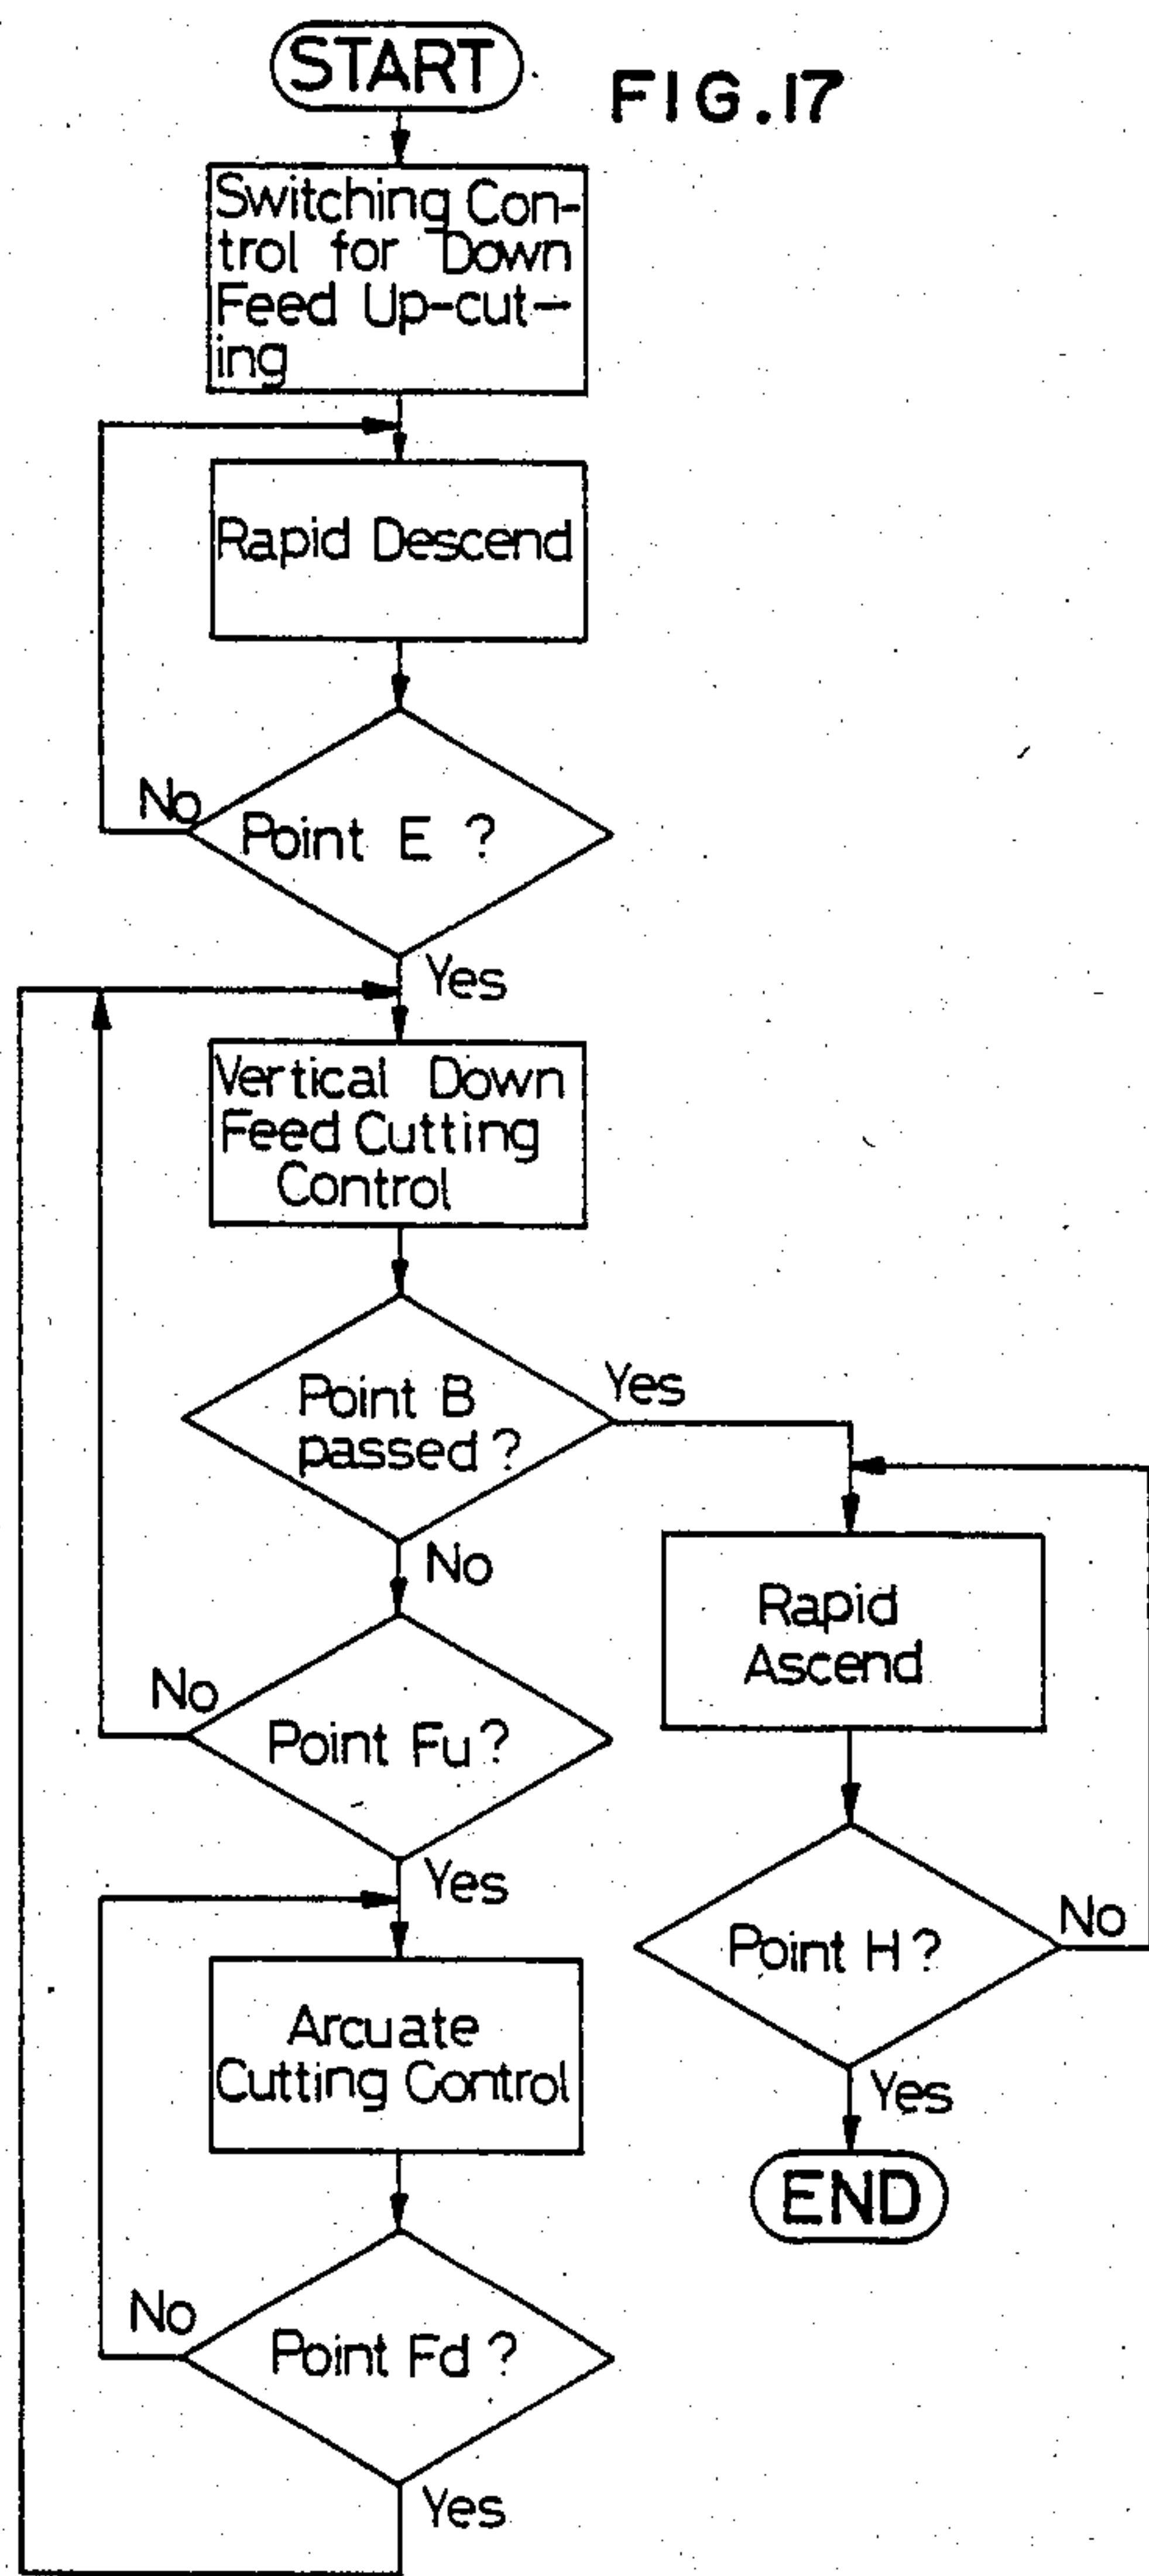 START
FIG.17
Switching Con-
trol for Down
Feed Up-cut-
ing
Rapid Descend
No
Point E ?
Yes
Vertical Down
Feed Cutting
Control
Point B
passed ?
Yes
No
Rapid
Ascend
No
Point Fu ?
Yes
Point H ?
No
Arcuate
Cutting Control
Yes
END
No
Point Fd ?
Yes